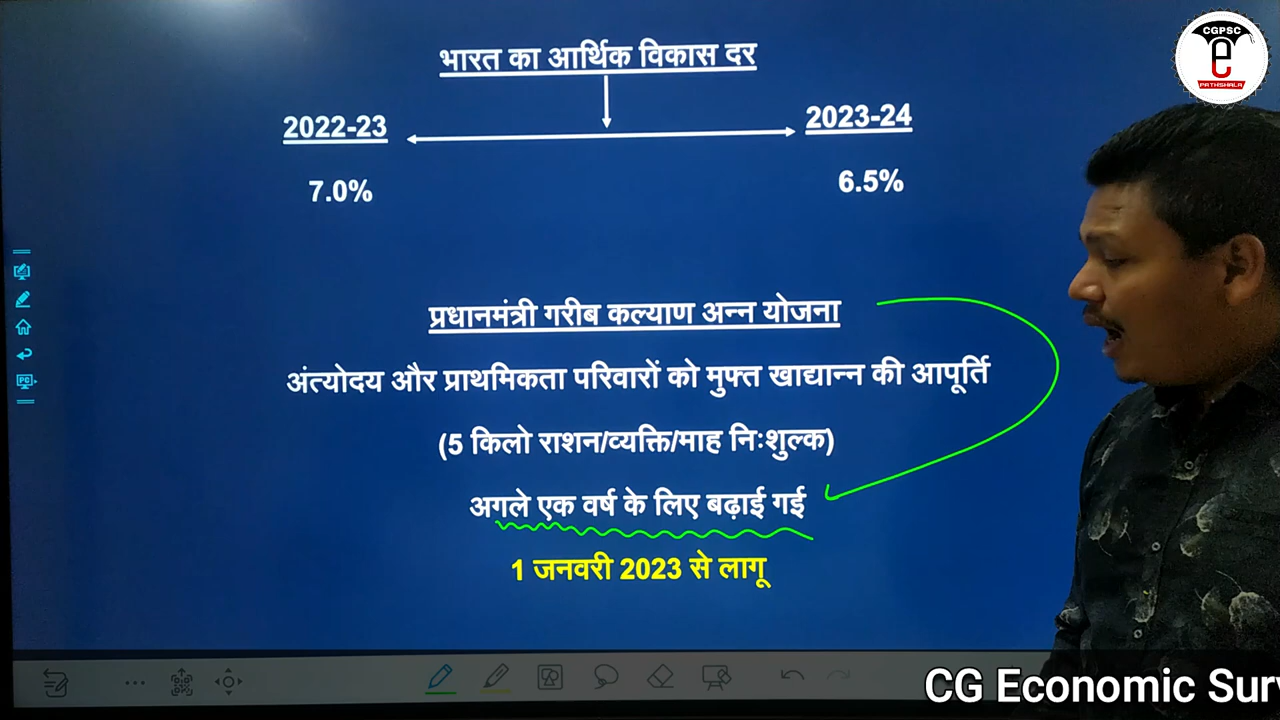 CGPSC
e
PATHSHALA
भारत का आर्थिक विकास दर
2022-23
2023-24
7.0%
6.5%
प्रधानमंत्री गरीब कल्याण अन्न योजना
अंत्योदय और प्राथमिकता परिवारों को मुफ्त खाद्यान्न की आपूर्ति
(5 किलो राशन/व्यक्ति/माह निःशुल्क)
अगले एक वर्ष के लिए बढ़ाई गई
1 जनवरी 2023 से लागू
PC
CG Economic Sur